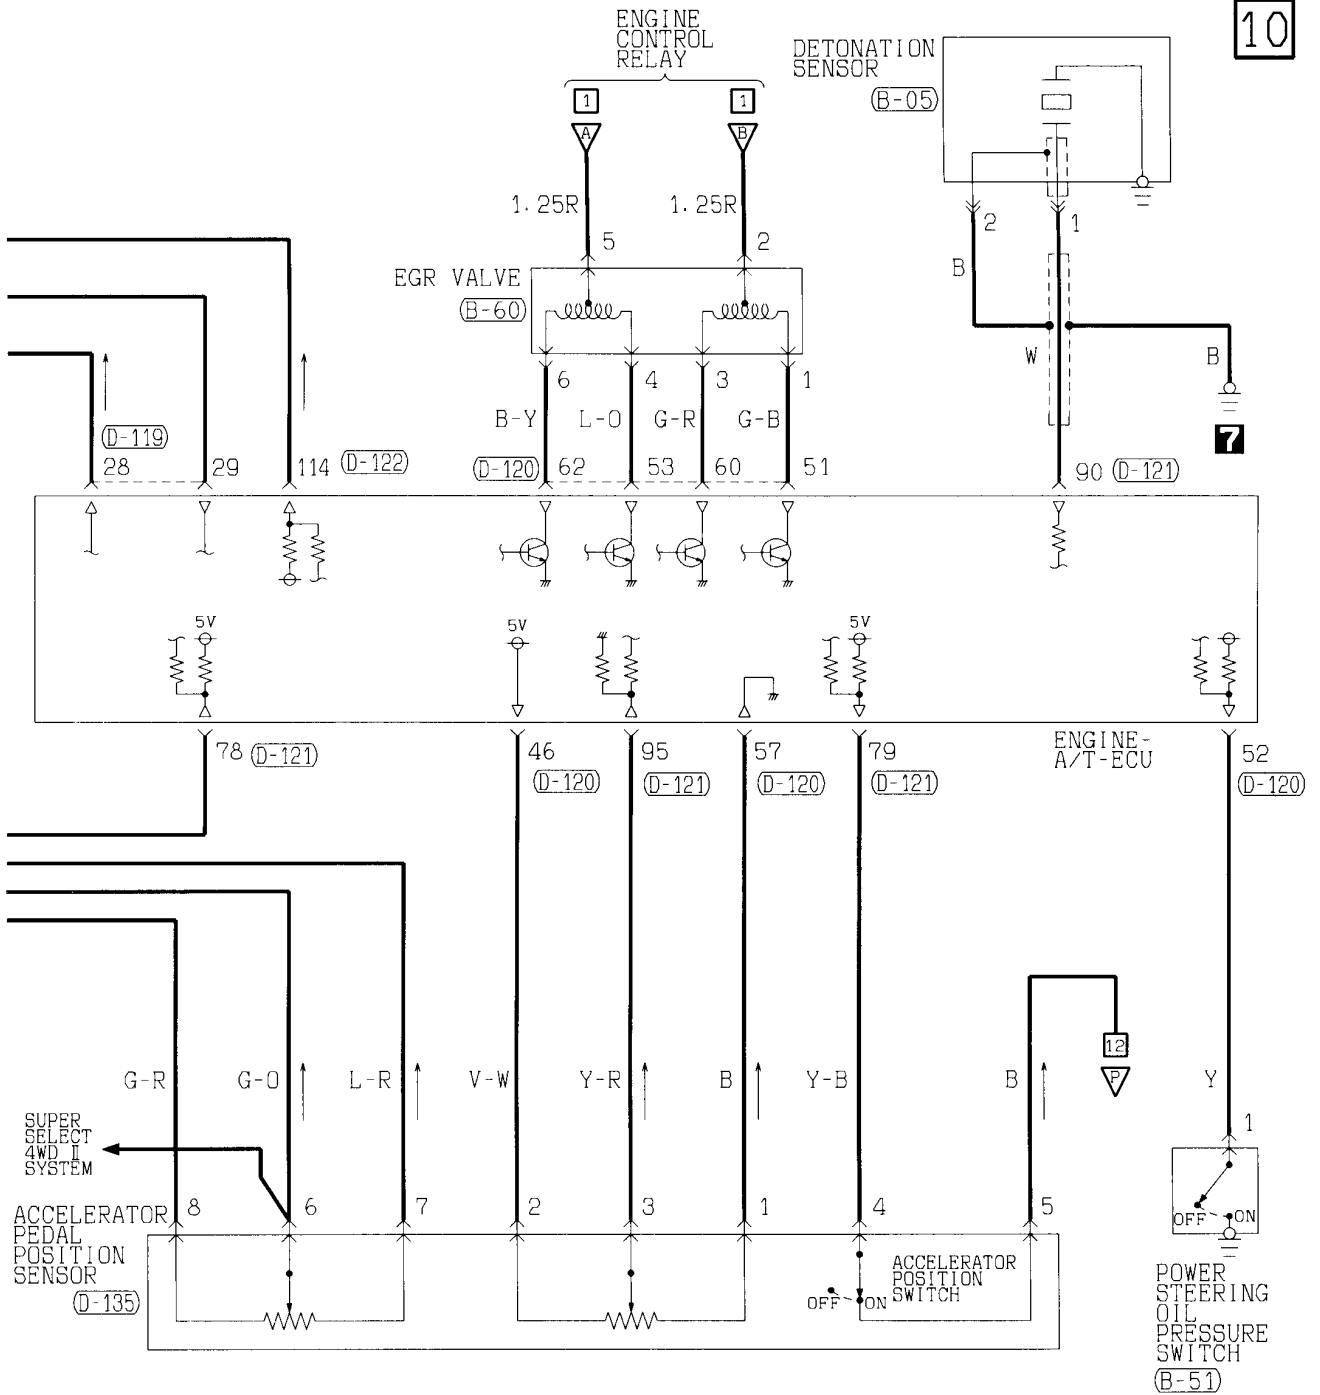 10
ENGINE
CONTROL
RELAY
DETONATION
SENSOR
B-05
1
1
A
B
1.25R
1.25R
2
1
5
2
B
EGR VALVE
B-60
W
B
6
4
3
1
7
B-Y
L-O
G-R
G-B
D-119
28
29
114
D-122
D-120
62
53
60
51
90
D-121
5V
5V
5V
78
D-121
46
D-120
95
D-121
57
D-120
79
D-121
ENGINE-
A/T-ECU
52
D-120
12
P
G-R
G-O
L-R
V-W
Y-R
B
Y-B
B
Y
SUPER
SELECT
4WD II
SYSTEM
1
8
6
7
2
3
1
4
5
ACCELERATOR
PEDAL
POSITION
SENSOR
D-135
OFF
ON
ACCELERATOR
POSITION
SWITCH
OFF
ON
POWER
STEERING
OIL
PRESSURE
SWITCH
B-51